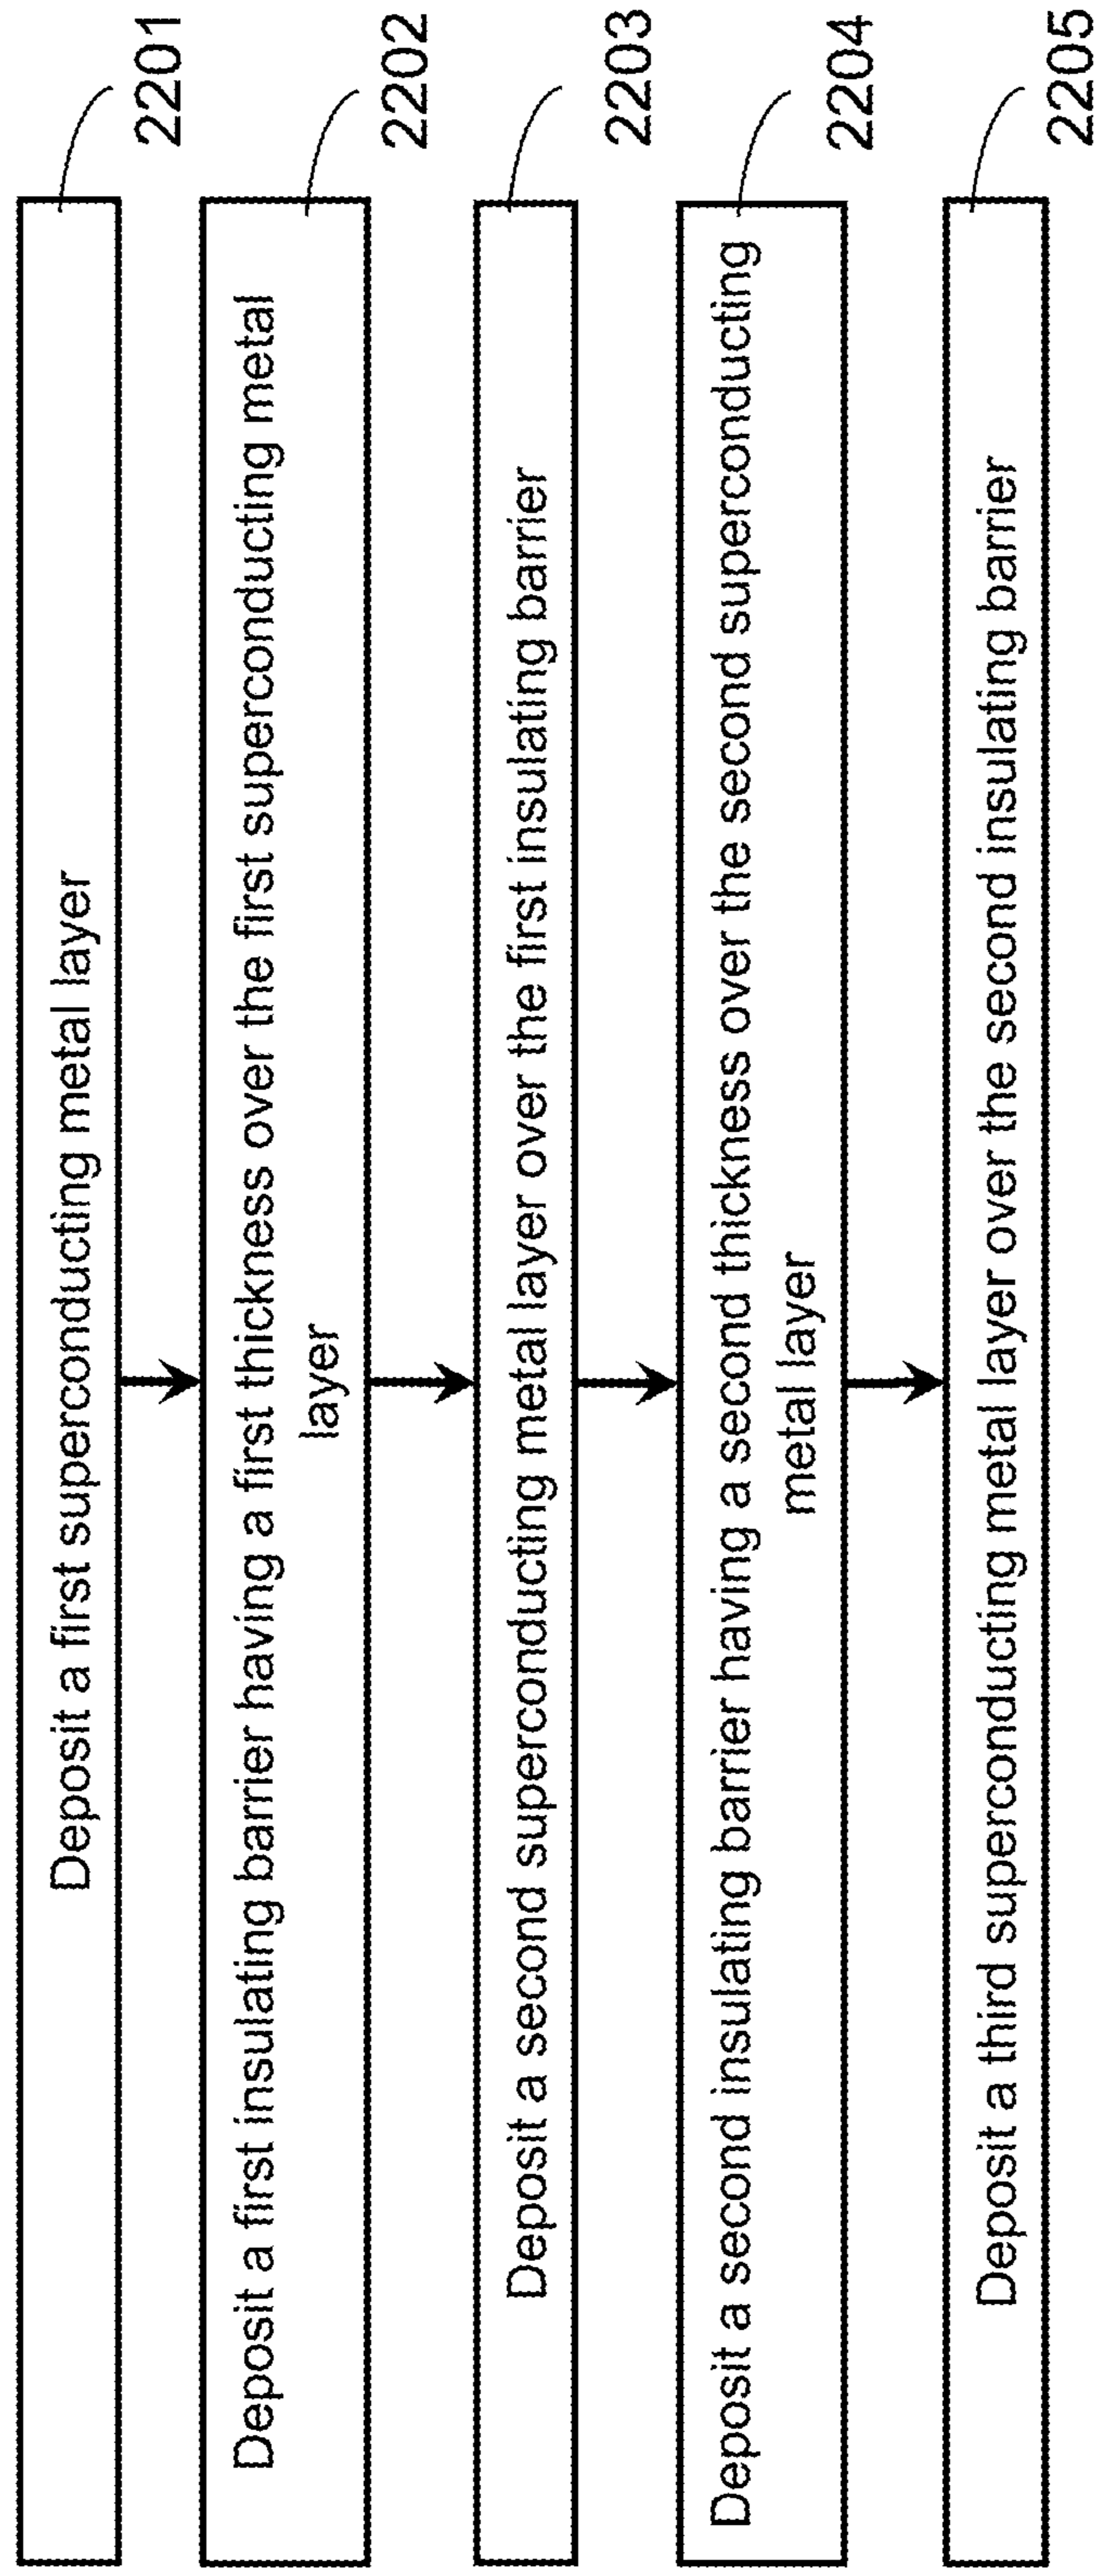 Deposit a first superconducting metal layer
2201
Deposit a first insulating barrier having a first thickness over the first superconducting metal
layer
2202
Deposit a second superconducting metal layer over the first insulating barrier
2203
Deposit a second insulating barrier having a second thickness over the second superconducting
metal layer
2204
Deposit a third superconducting metal layer over the second insulating barrier
2205